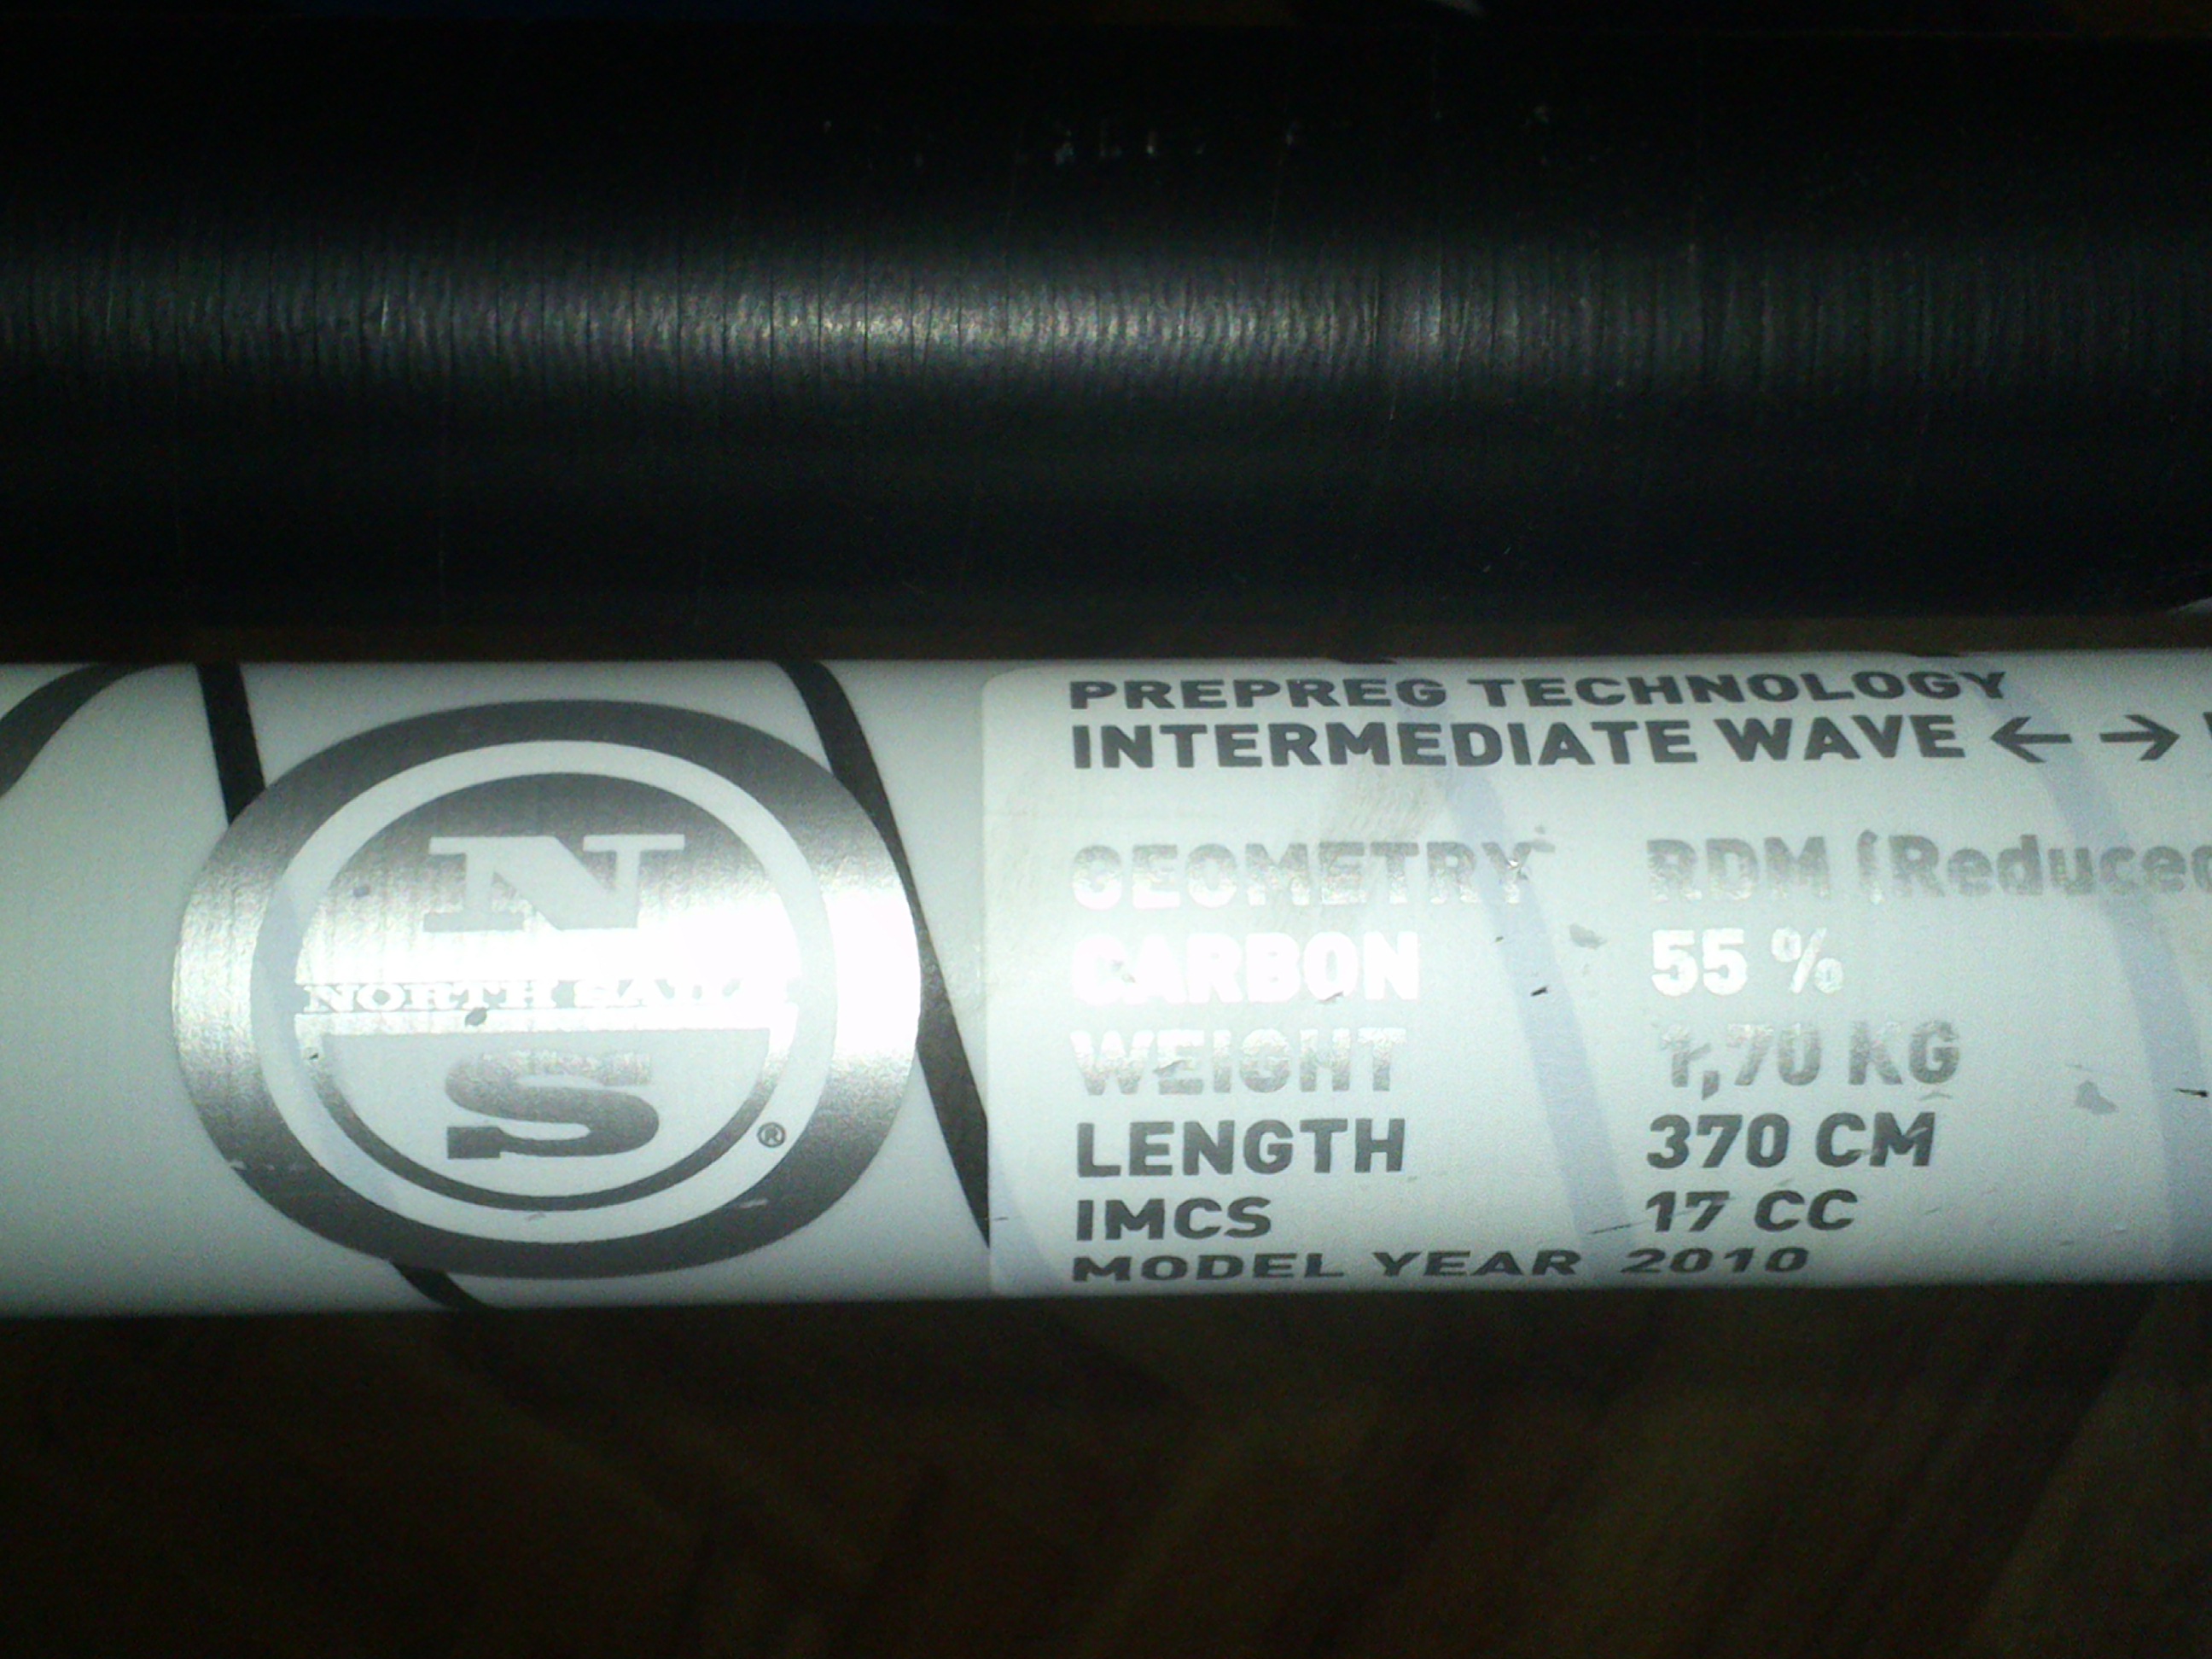 N
NORTH SAILS
S
®
PREPREG TECHNOLOGY
INTERMEDIATE WAVE ← →
GEOMETRY RDM (Reduced
CARBON 55 %
WEIGHT 1,70 KG
LENGTH 370 CM
IMCS 17 CC
MODEL YEAR 2010